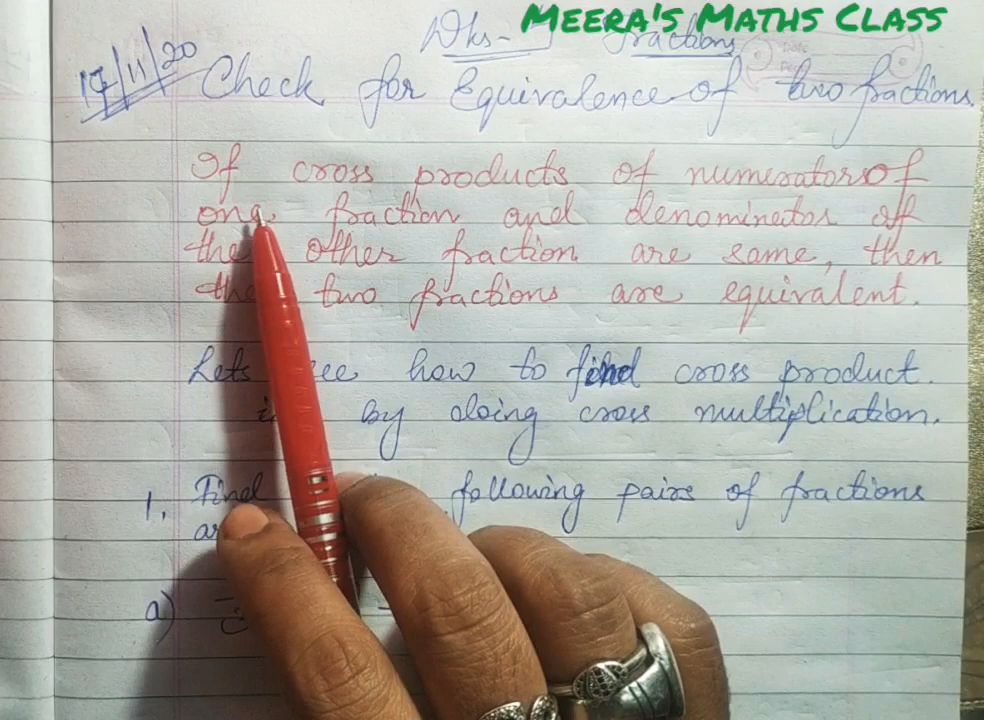 MEERA'S MATHS CLASS
Wks- Fractions
17/11/20 Check for Equivalence of two fractions.
If cross products of numerators of
one fraction and denominator of
the other fraction are same, then
the two fractions are equivalent.
Lets see how to find cross product.
by doing cross multiplication.
1. Find following pairs of fractions
a)